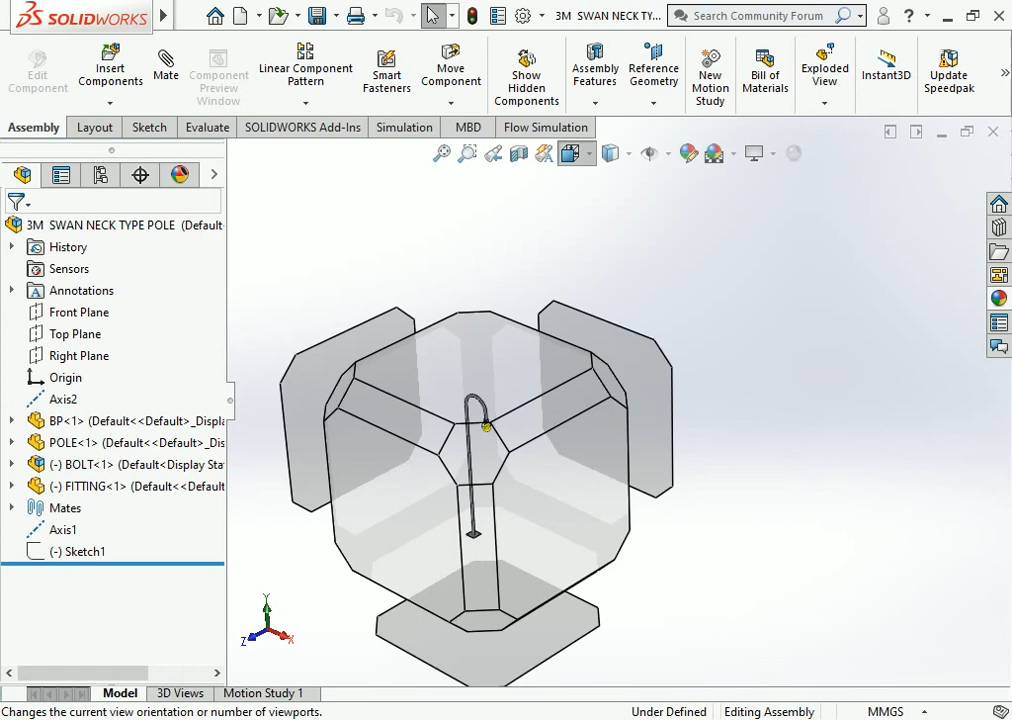 SOLIDWORKS
3M SWAN NECK TY...
Search Community Forum
?
Edit
Component
Insert
Components
Mate
Component
Preview
Window
Linear Component
Pattern
Smart
Fasteners
Move
Component
Show
Hidden
Components
Assembly
Features
Reference
Geometry
New
Motion
Study
Bill of
Materials
Exploded
View
Instant3D
Update
Speedpak
Assembly
Layout
Sketch
Evaluate
SOLIDWORKS Add-Ins
Simulation
MBD
Flow Simulation
3M SWAN NECK TYPE POLE (Default
History
Sensors
Annotations
Front Plane
Top Plane
Right Plane
Origin
Axis2
BP<1> (Default<<Default>_Displa
POLE<1> (Default<<Default>_Dis
(-) BOLT<1> (Default<Display Sta
(-) FITTING<1> (Default<<Default
Mates
Axis1
(-) Sketch1
Y
Z
X
Model
3D Views
Motion Study 1
Changes the current view orientation or number of viewports.
Under Defined
Editing Assembly
MMGS